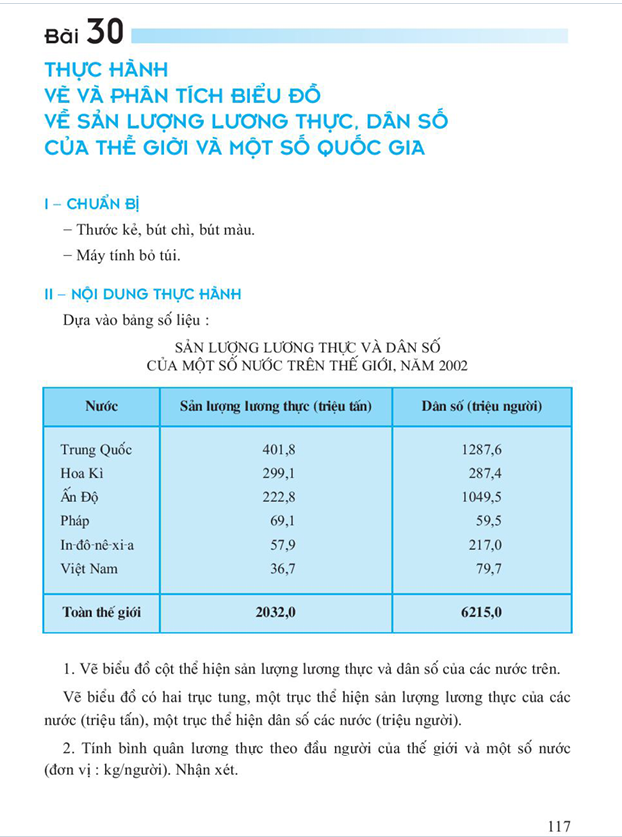 Bài 30
THỰC HÀNH
VẼ VÀ PHÂN TÍCH BIỂU ĐỒ
VỀ SẢN LƯỢNG LƯƠNG THỰC, DÂN SỐ
CỦA THẾ GIỚI VÀ MỘT SỐ QUỐC GIA
I – CHUẨN BỊ
– Thước kẻ, bút chì, bút màu.
– Máy tính bỏ túi.
II – NỘI DUNG THỰC HÀNH
Dựa vào bảng số liệu :
SẢN LƯỢNG LƯƠNG THỰC VÀ DÂN SỐ
CỦA MỘT SỐ NƯỚC TRÊN THẾ GIỚI, NĂM 2002
Nước Sản lượng lương thực (triệu tấn) Dân số (triệu người)
Trung Quốc 401,8 1287,6
Hoa Kì 299,1 287,4
Ấn Độ 222,8 1049,5
Pháp 69,1 59,5
In-đô-nê-xi-a 57,9 217,0
Việt Nam 36,7 79,7
Toàn thế giới 2032,0 6215,0
1. Vẽ biểu đồ cột thể hiện sản lượng lương thực và dân số của các nước trên.
Vẽ biểu đồ có hai trục tung, một trục thể hiện sản lượng lương thực của các
nước (triệu tấn), một trục thể hiện dân số các nước (triệu người).
2. Tính bình quân lương thực theo đầu người của thế giới và một số nước
(đơn vị : kg/người). Nhận xét.
117